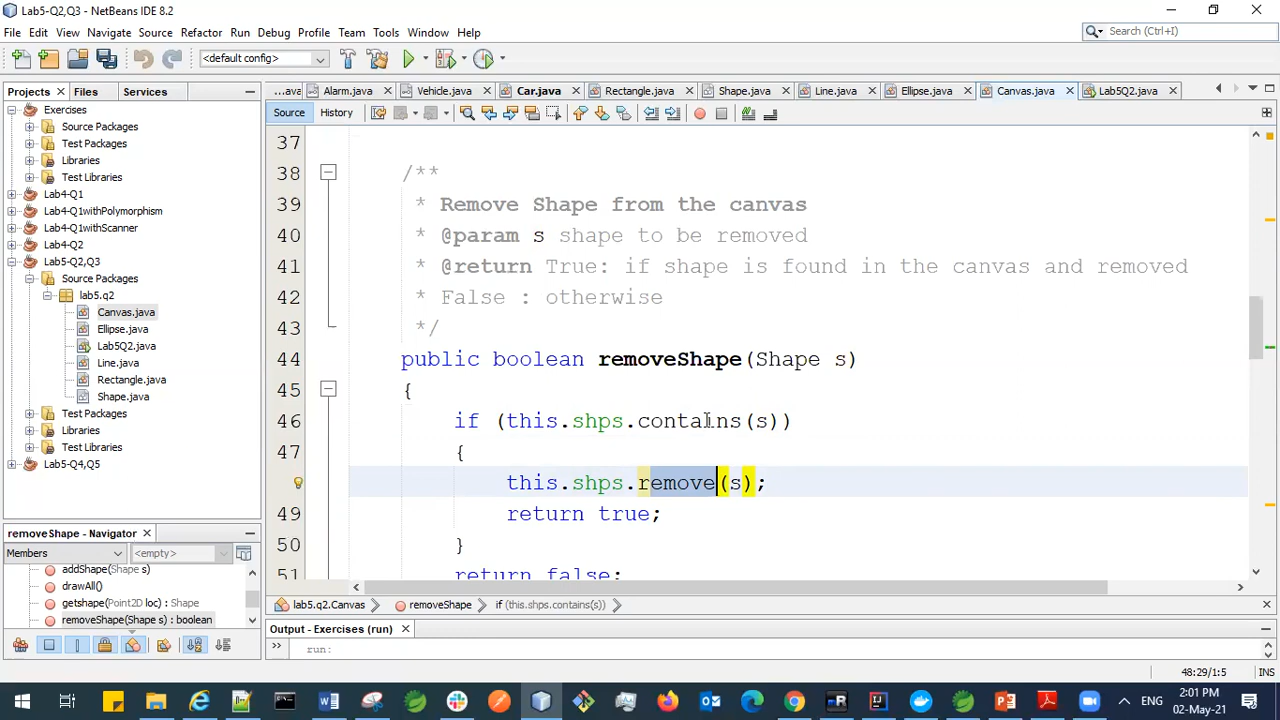 Lab5-Q2,Q3 - NetBeans IDE 8.2
File Edit View Navigate Source Refactor Run Debug Profile Team Tools Window Help
Search (Ctrl+I)
<default config>
Projects Files Services
...ava Alarm.java Vehicle.java Car.java Rectangle.java Shape.java Line.java Ellipse.java Canvas.java Lab5Q2.java
Source History
Exercises
Source Packages
Test Packages
Libraries
Test Libraries
Lab4-Q1
Lab4-Q1withPolymorphism
Lab4-Q1withScanner
Lab4-Q2
Lab5-Q2,Q3
Source Packages
lab5.q2
Canvas.java
Ellipse.java
Lab5Q2.java
Line.java
Rectangle.java
Shape.java
Test Packages
Libraries
Test Libraries
Lab5-Q4,Q5
37
38 /**
39 * Remove Shape from the canvas
40 * @param s shape to be removed
41 * @return True: if shape is found in the canvas and removed
42 * False : otherwise
43 */
44 public boolean removeShape(Shape s)
45 {
46 if (this.shps.contains(s))
47 {
this.shps.remove(s);
49 return true;
50 }
51 return false;
removeShape - Navigator
Members <empty>
addShape(Shape s)
drawAll()
getshape(Point2D loc) : Shape
removeShape(Shape s) : boolean
lab5.q2.Canvas removeShape if (this.shps.contains(s))
Output - Exercises (run)
run:
48:29/1:5 INS
ENG
2:01 PM
02-May-21